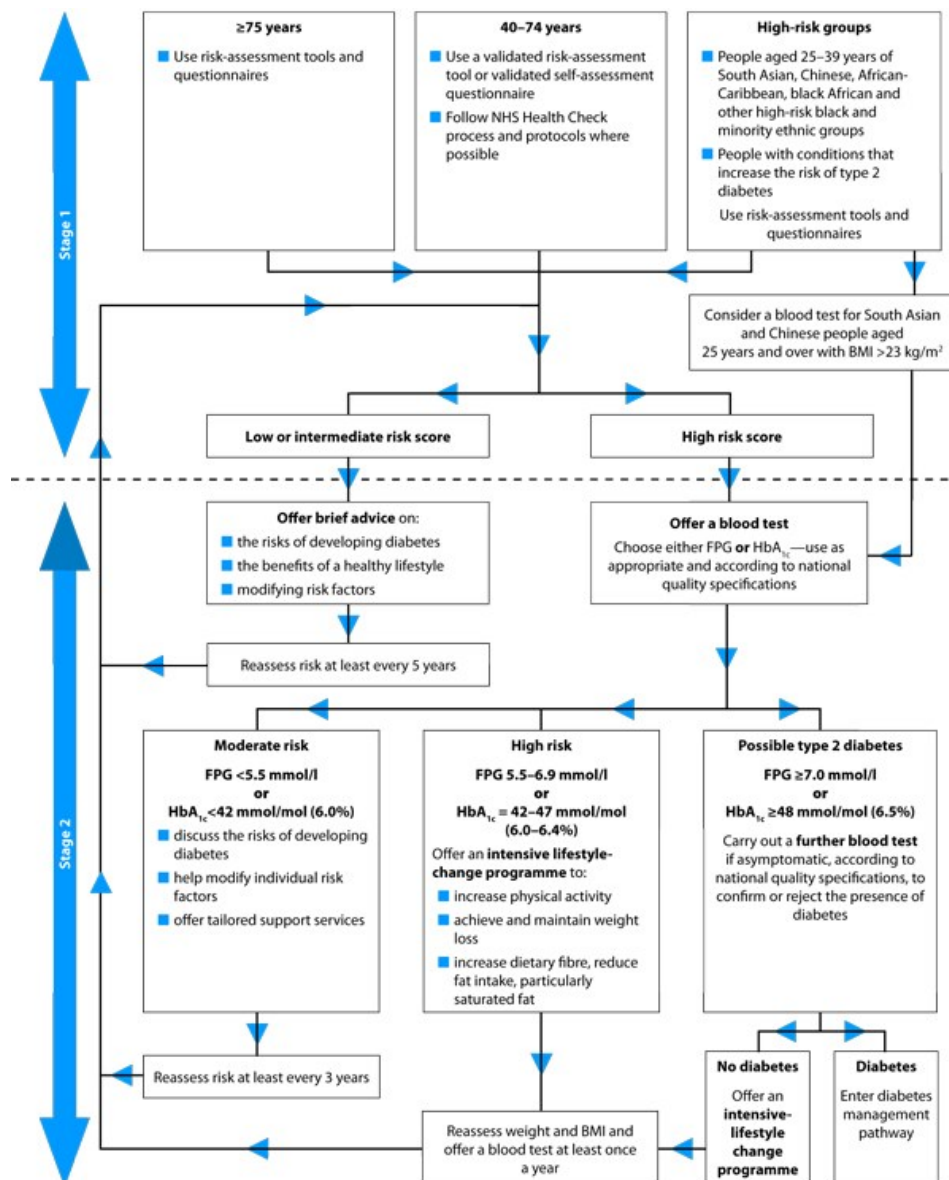 ≥75 years
Use risk-assessment tools and
questionnaires
40–74 years
Use a validated risk-assessment
tool or validated self-assessment
questionnaire
Follow NHS Health Check
process and protocols where
possible
High-risk groups
People aged 25–39 years of
South Asian, Chinese, African-
Caribbean, black African and
other high-risk black and
minority ethnic groups
People with conditions that
increase the risk of type 2
diabetes
Use risk-assessment tools and
questionnaires
Stage 1
Consider a blood test for South Asian
and Chinese people aged
25 years and over with BMI >23 kg/m²
Low or intermediate risk score
High risk score
Offer brief advice on:
the risks of developing diabetes
the benefits of a healthy lifestyle
modifying risk factors
Offer a blood test
Choose either FPG or HbA1c—use as
appropriate and according to national
quality specifications
Reassess risk at least every 5 years
Stage 2
Moderate risk
FPG <5.5 mmol/l
or
HbA1c<42 mmol/mol (6.0%)
discuss the risks of developing
diabetes
help modify individual risk
factors
offer tailored support services
High risk
FPG 5.5–6.9 mmol/l
or
HbA1c = 42–47 mmol/mol
(6.0–6.4%)
Offer an intensive lifestyle-
change programme to:
increase physical activity
achieve and maintain weight
loss
increase dietary fibre, reduce
fat intake, particularly
saturated fat
Possible type 2 diabetes
FPG ≥7.0 mmol/l
or
HbA1c ≥48 mmol/mol (6.5%)
Carry out a further blood test
if asymptomatic, according to
national quality specifications, to
confirm or reject the presence of
diabetes
Reassess risk at least every 3 years
No diabetes
Offer an
intensive-
lifestyle
change
programme
Diabetes
Enter diabetes
management
pathway
Reassess weight and BMI and
offer a blood test at least once
a year